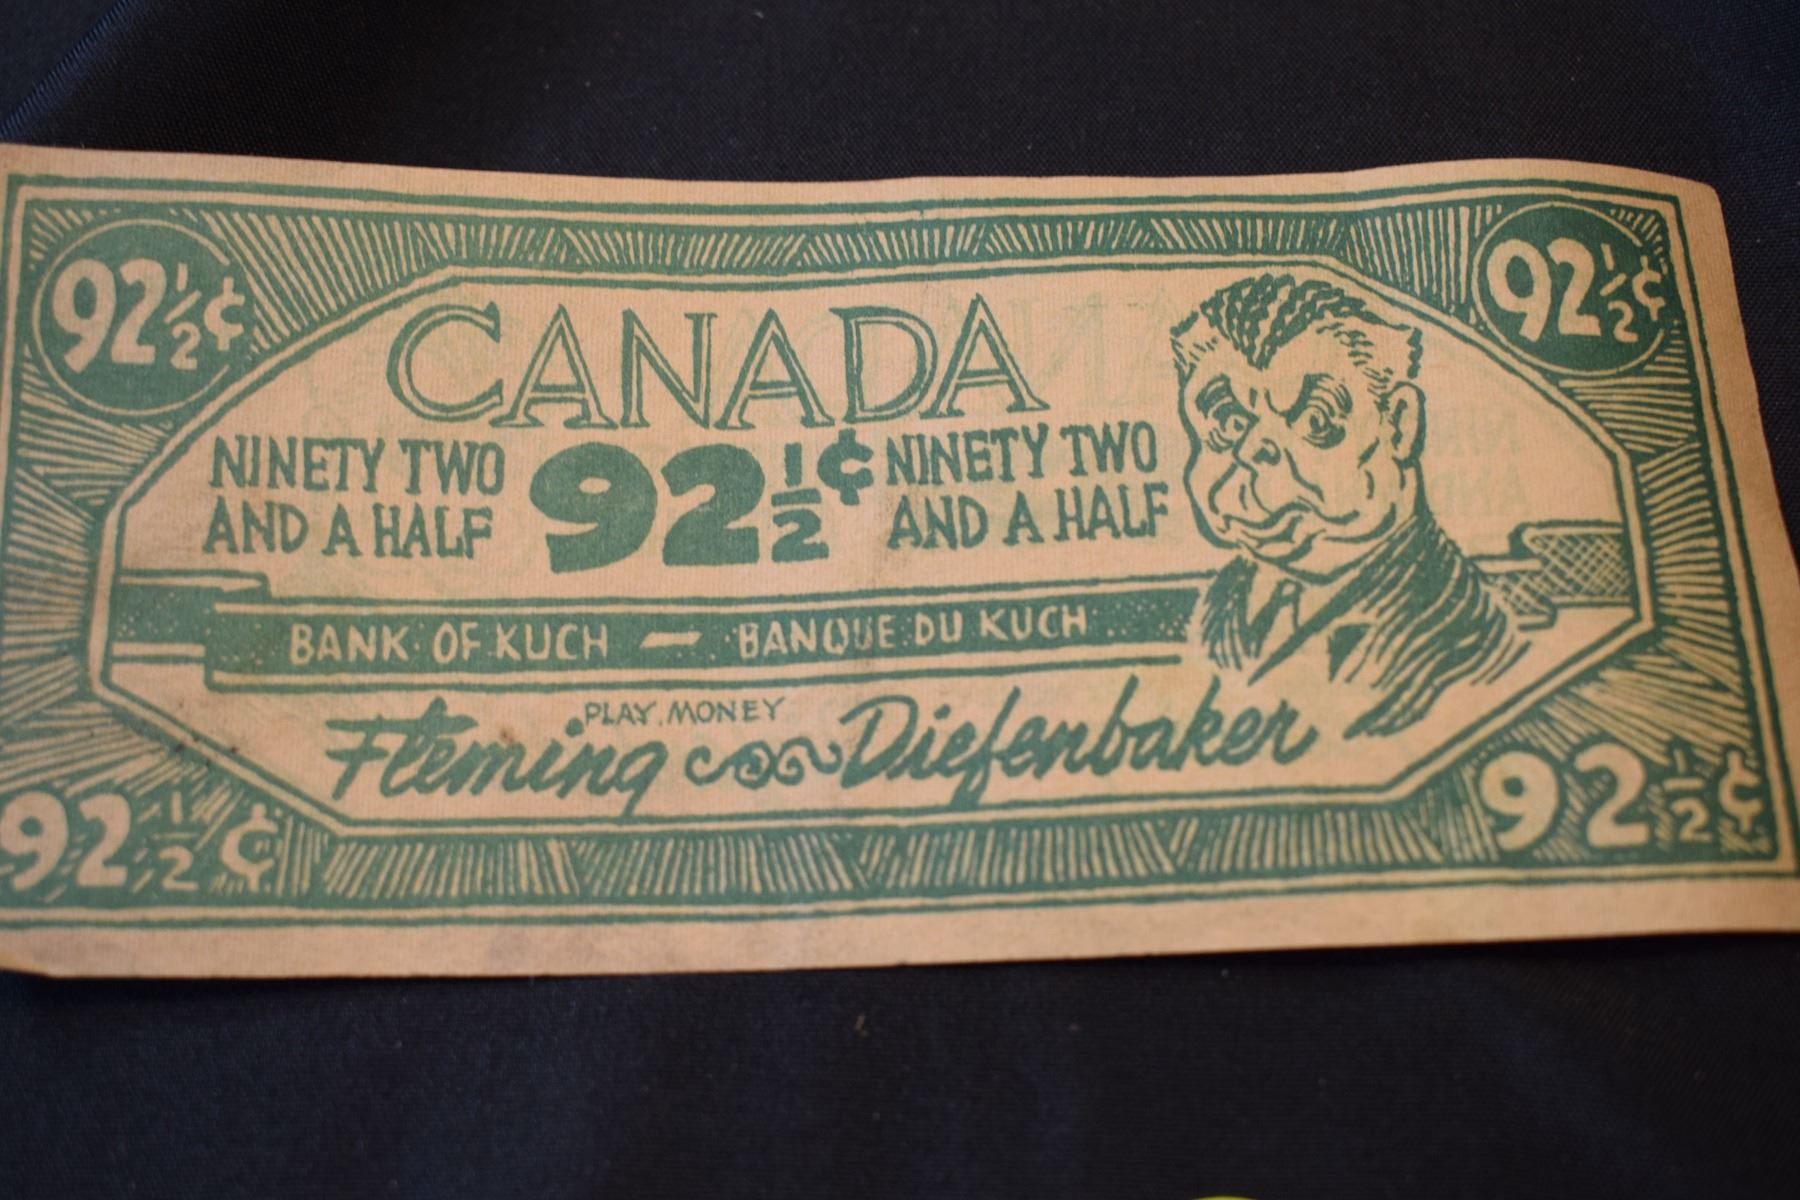 92½¢ 92½¢
CANADA
NINETY TWO AND A HALF
92½¢
NINETY TWO AND A HALF
BANK OF KUCH — BANQUE DU KUCH
PLAY MONEY
Fleming Diefenbaker
92½¢ 92½¢